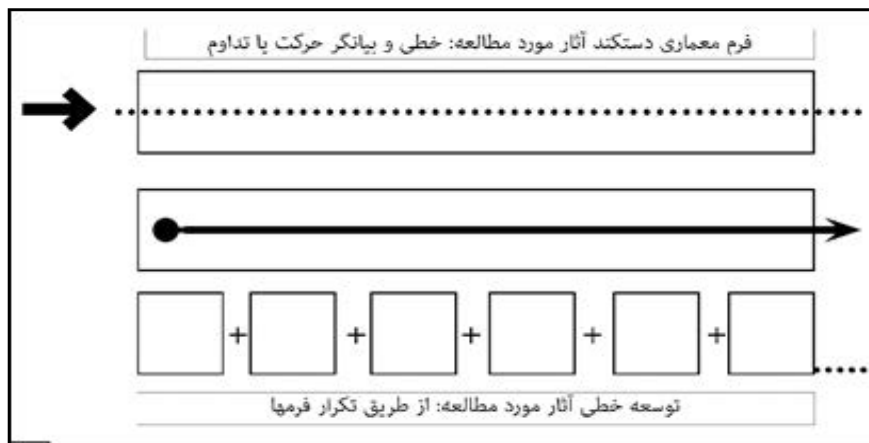 فرم معماری دستکند آثار مورد مطالعه: خطی و بیانگر حرکت یا تداوم
+ + + + +
توسعه خطی آثار مورد مطالعه: از طریق تکرار فرمها